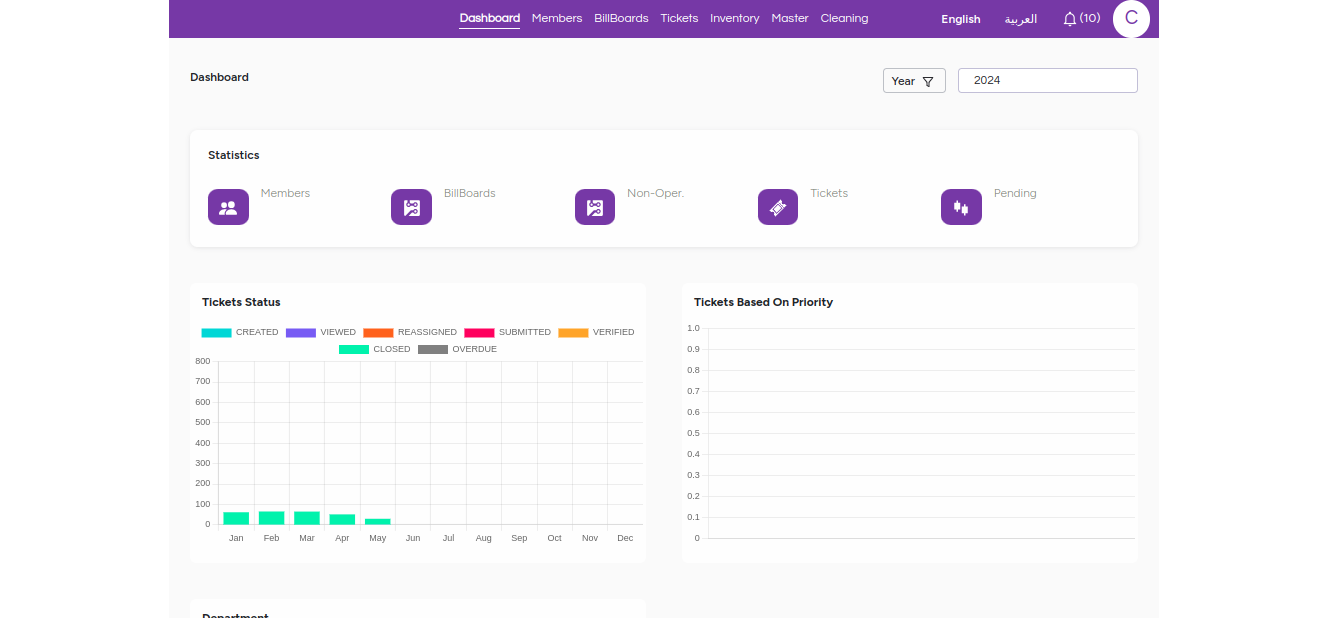 Dashboard Members BillBoards Tickets Inventory Master Cleaning English العربية (10) C
Dashboard
Year 2024
Statistics
Members BillBoards Non-Oper. Tickets Pending
Tickets Status
CREATED VIEWED REASSIGNED SUBMITTED VERIFIED
CLOSED OVERDUE
800
700
600
500
400
300
200
100
0
Jan Feb Mar Apr May Jun Jul Aug Sep Oct Nov Dec
Tickets Based On Priority
1.0
0.9
0.8
0.7
0.6
0.5
0.4
0.3
0.2
0.1
0
Department